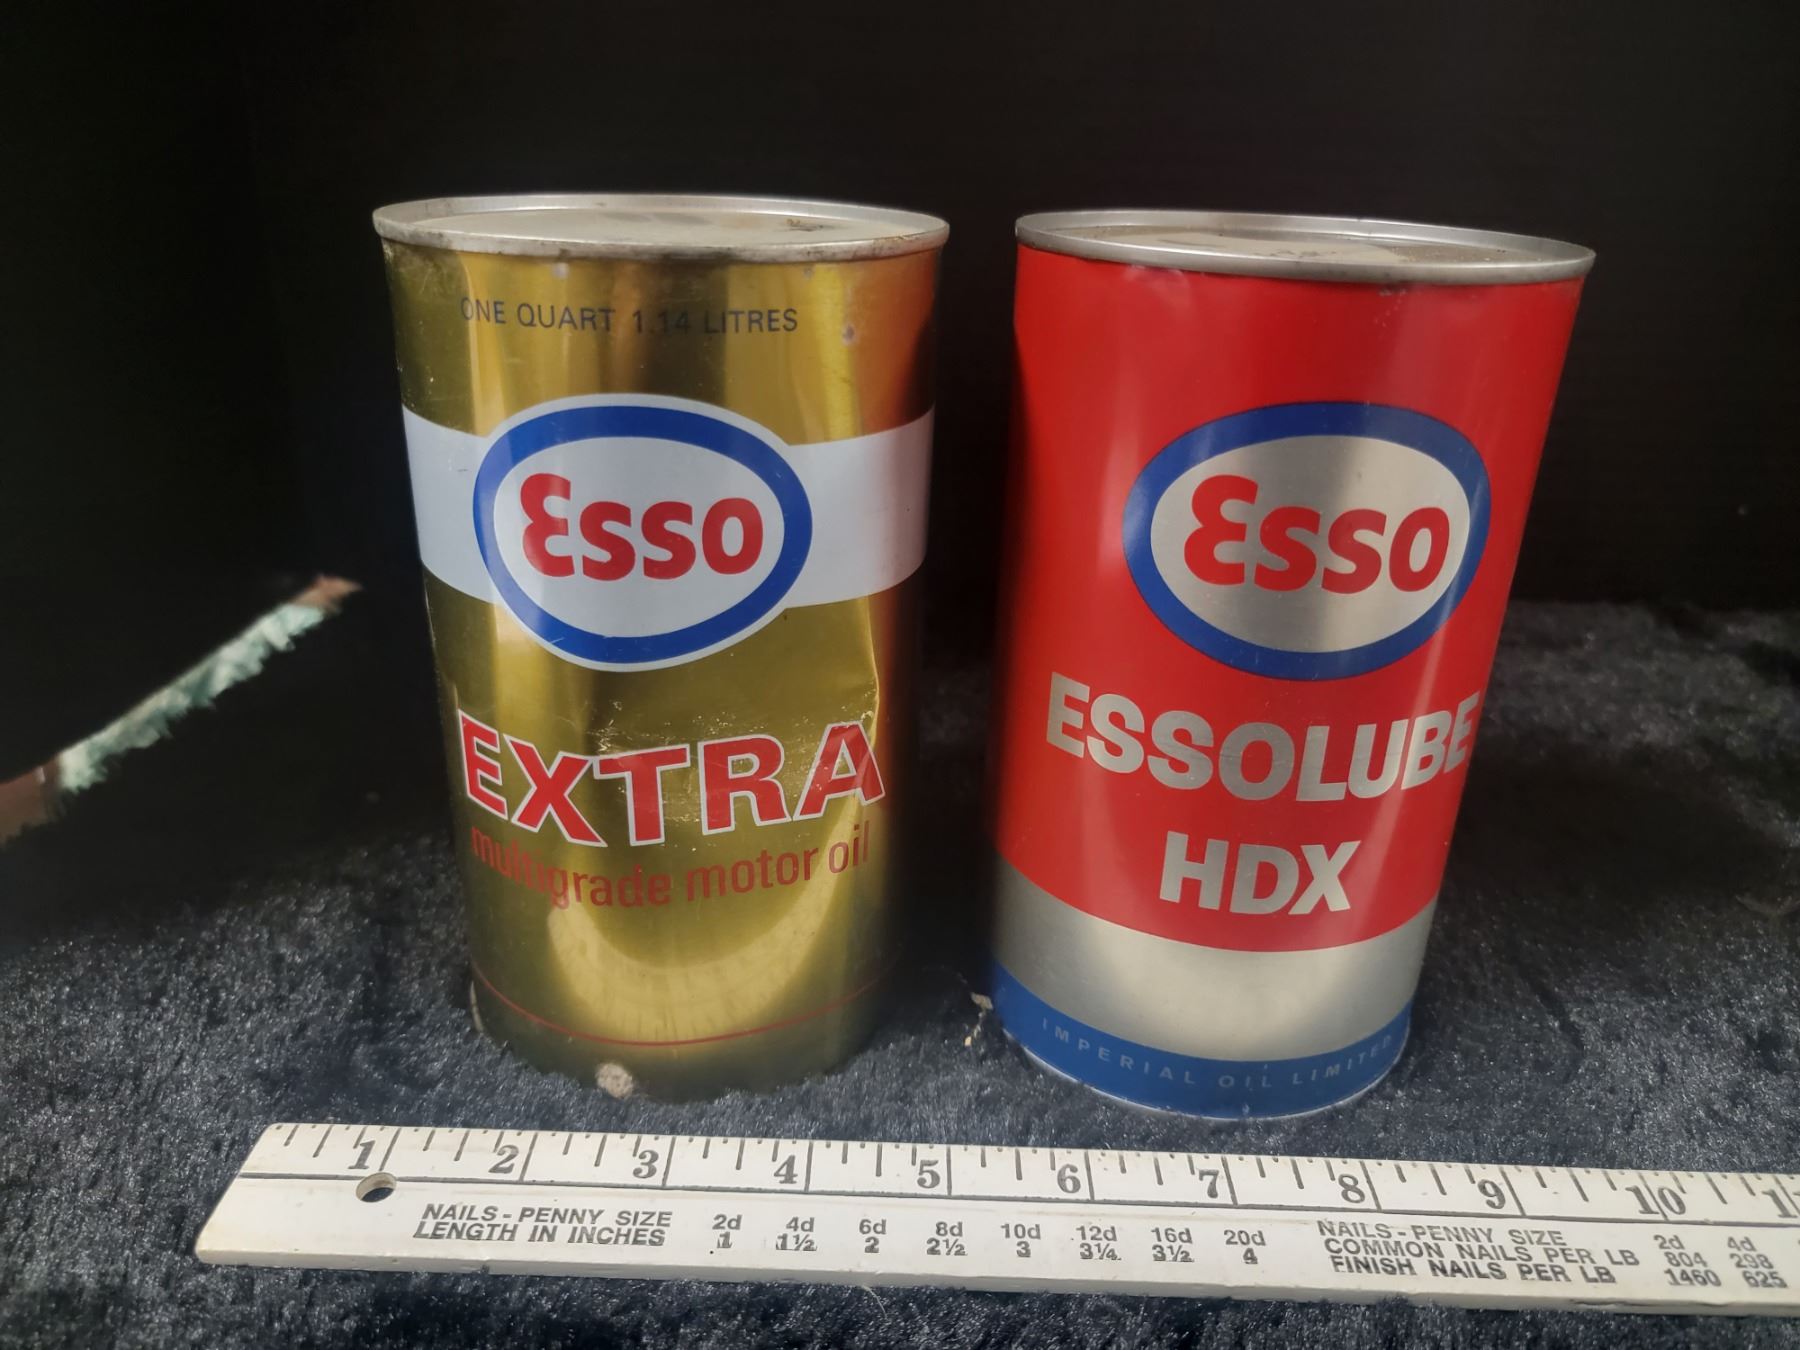 ONE QUART 1.14 LITRES
Esso
EXTRA
multigrade motor oil
Esso
ESSOLUBE
HDX
IMPERIAL OIL LIMITED
1 2 3 4 5 6 7 8 9 10
NAILS-PENNY SIZE 2d 4d 6d 8d 10d 12d 16d 20d
LENGTH IN INCHES 1 1½ 2 2½ 3 3¼ 3½ 4
NAILS-PENNY SIZE 2d 4d
COMMON NAILS PER LB 804 298
FINISH NAILS PER LB 1460 625